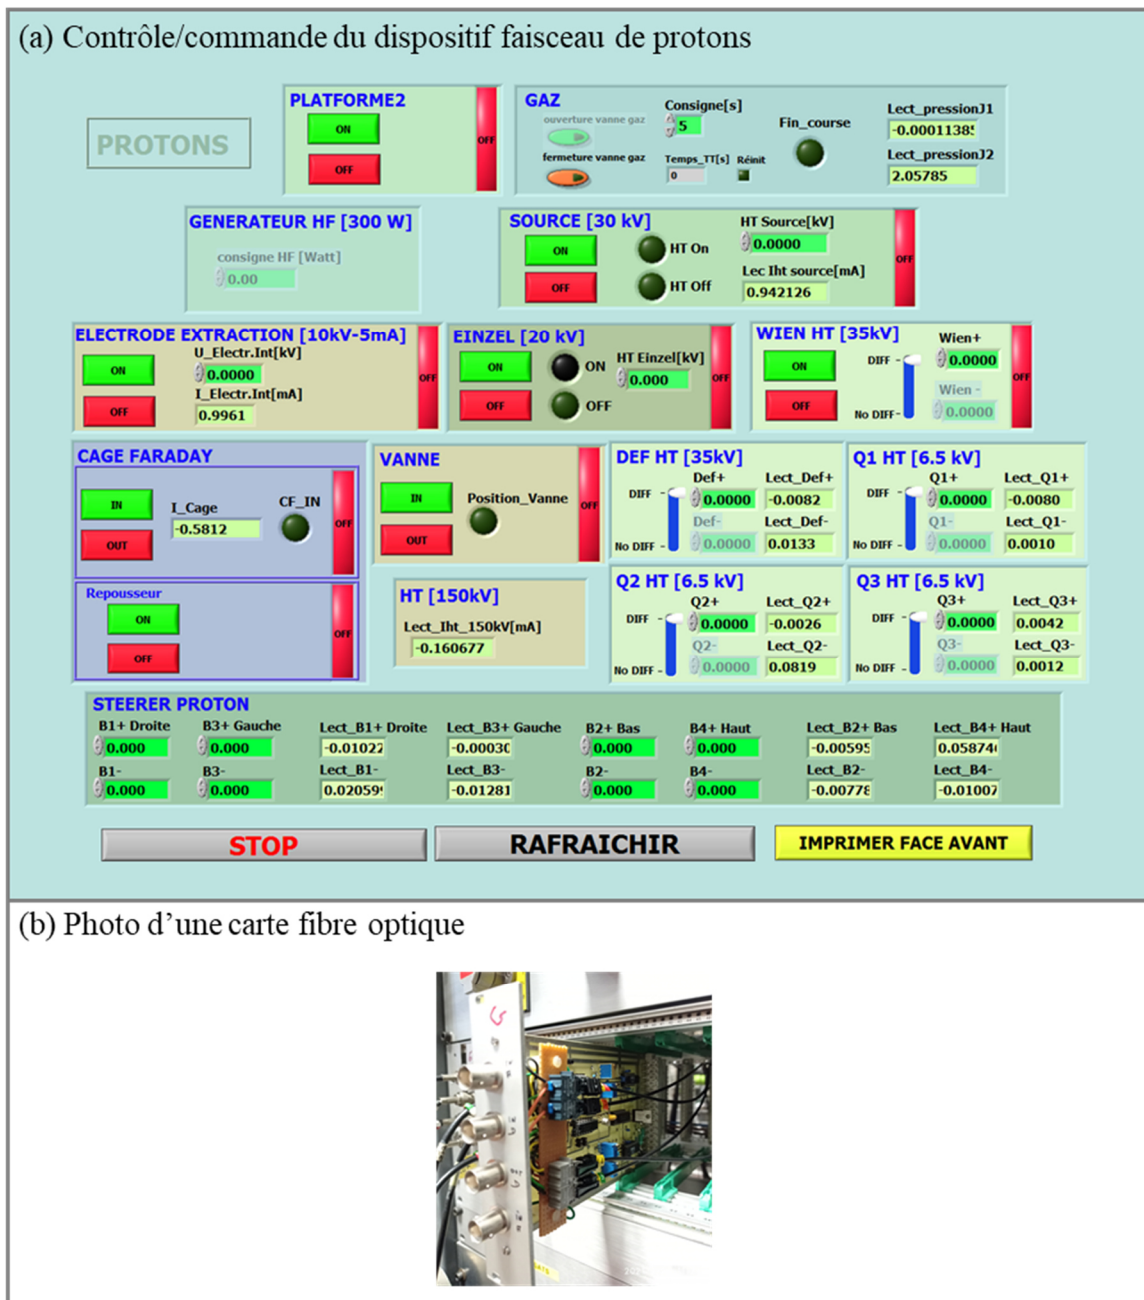 (a) Contrôle/commande du dispositif faisceau de protons
PROTONS
PLATFORME2
ON
OFF
OFF
GAZ
ouverture vanne gaz
fermeture vanne gaz
Consigne[s]
5
Temps_TT[s]
0
Réinit
Fin_course
Lect_pressionJ1
-0.00011385
Lect_pressionJ2
2.05785
GENERATEUR HF [300 W]
consigne HF [Watt]
0.00
SOURCE [30 kV]
ON
OFF
HT On
HT Off
HT Source[kV]
0.0000
Lec Iht source[mA]
0.942126
OFF
ELECTRODE EXTRACTION [10kV-5mA]
ON
OFF
U_Electr.Int[kV]
0.0000
I_Electr.Int[mA]
0.9961
OFF
EINZEL [20 kV]
ON
OFF
ON
OFF
HT Einzel[kV]
0.000
OFF
WIEN HT [35kV]
ON
OFF
DIFF
No DIFF
Wien+
0.0000
Wien -
0.0000
OFF
CAGE FARADAY
IN
OUT
I_Cage
-0.5812
CF_IN
OFF
Repousseur
ON
OFF
OFF
VANNE
IN
OUT
Position_Vanne
OFF
HT [150kV]
Lect_Iht_150kV[mA]
-0.160677
DEF HT [35kV]
DIFF
No DIFF
Def+
0.0000
Def-
0.0000
Lect_Def+
-0.0082
Lect_Def-
0.0133
Q1 HT [6.5 kV]
DIFF
No DIFF
Q1+
0.0000
Q1-
0.0000
Lect_Q1+
-0.0080
Lect_Q1-
0.0010
Q2 HT [6.5 kV]
DIFF
No DIFF
Q2+
0.0000
Q2-
0.0000
Lect_Q2+
-0.0026
Lect_Q2-
0.0819
Q3 HT [6.5 kV]
DIFF
No DIFF
Q3+
0.0000
Q3-
0.0000
Lect_Q3+
0.0042
Lect_Q3-
0.0012
STEERER PROTON
B1+ Droite B3+ Gauche Lect_B1+ Droite Lect_B3+ Gauche B2+ Bas B4+ Haut Lect_B2+ Bas Lect_B4+ Haut
0.000 0.000 -0.01022 -0.00030 0.000 0.000 -0.00595 0.05874
B1- B3- Lect_B1- Lect_B3- B2- B4- Lect_B2- Lect_B4-
0.000 0.000 0.02059 -0.01281 0.000 0.000 -0.00778 -0.01007
STOP
RAFRAICHIR
IMPRIMER FACE AVANT
(b) Photo d'une carte fibre optique